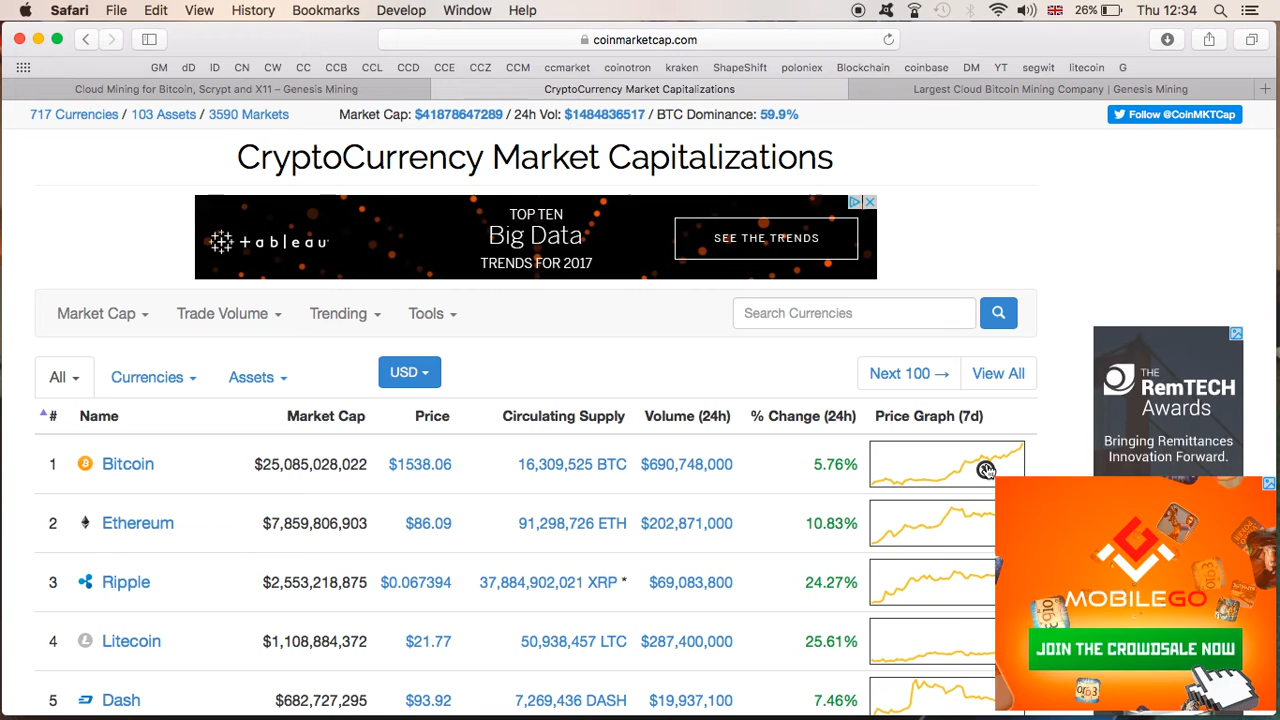 Safari File Edit View History Bookmarks Develop Window Help 26% Thu 12:34
coinmarketcap.com
GM dD ID CN CW CC CCB CCL CCD CCE CCZ CCM ccmarket coinotron kraken ShapeShift poloniex Blockchain coinbase DM YT segwit litecoin G
Cloud Mining for Bitcoin, Scrypt and X11 – Genesis Mining CryptoCurrency Market Capitalizations Largest Cloud Bitcoin Mining Company | Genesis Mining
717 Currencies / 103 Assets / 3590 Markets Market Cap: $41878647289 / 24h Vol: $1484836517 / BTC Dominance: 59.9% Follow @CoinMKTCap
CryptoCurrency Market Capitalizations
TOP TEN
tableau Big Data SEE THE TRENDS
TRENDS FOR 2017
Market Cap Trade Volume Trending Tools Search Currencies
All Currencies Assets USD Next 100 → View All
# Name Market Cap Price Circulating Supply Volume (24h) % Change (24h) Price Graph (7d)
1 Bitcoin $25,085,028,022 $1538.06 16,309,525 BTC $690,748,000 5.76%
2 Ethereum $7,859,806,903 $86.09 91,298,726 ETH $202,871,000 10.83%
3 Ripple $2,553,218,875 $0.067394 37,884,902,021 XRP * $69,083,800 24.27%
4 Litecoin $1,108,884,372 $21.77 50,938,457 LTC $287,400,000 25.61%
5 Dash $682,727,295 $93.92 7,269,436 DASH $19,937,100 7.46%
THE
RemTECH
Awards
Bringing Remittances
Innovation Forward.
MOBILEGO
JOIN THE CROWDSALE NOW